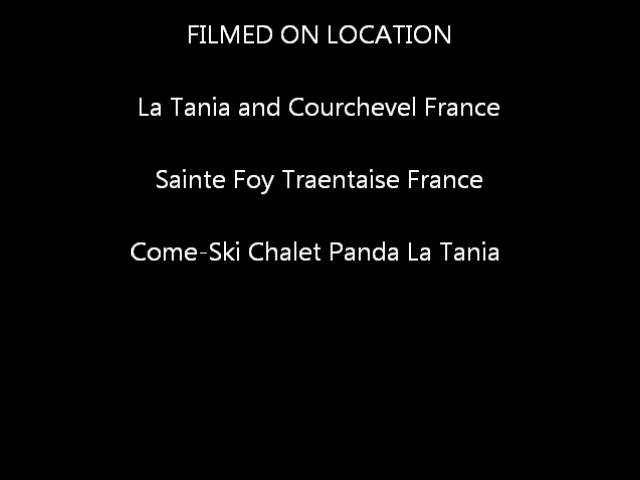 FILMED ON LOCATION
La Tania and Courchevel France
Sainte Foy Traentaise France
Come-Ski Chalet Panda La Tania